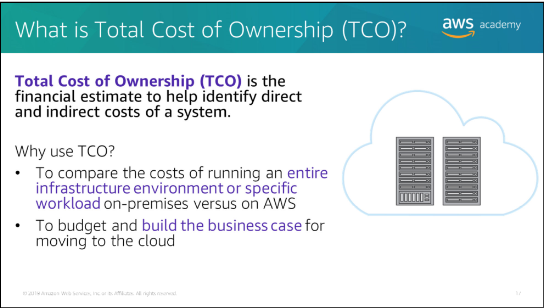 What is Total Cost of Ownership (TCO)?
aws academy
Total Cost of Ownership (TCO) is the
financial estimate to help identify direct
and indirect costs of a system.
Why use TCO?
• To compare the costs of running an entire
infrastructure environment or specific
workload on-premises versus on AWS
• To budget and build the business case for
moving to the cloud
© 2019 Amazon Web Services, Inc. or its Affiliates. All rights reserved.
17